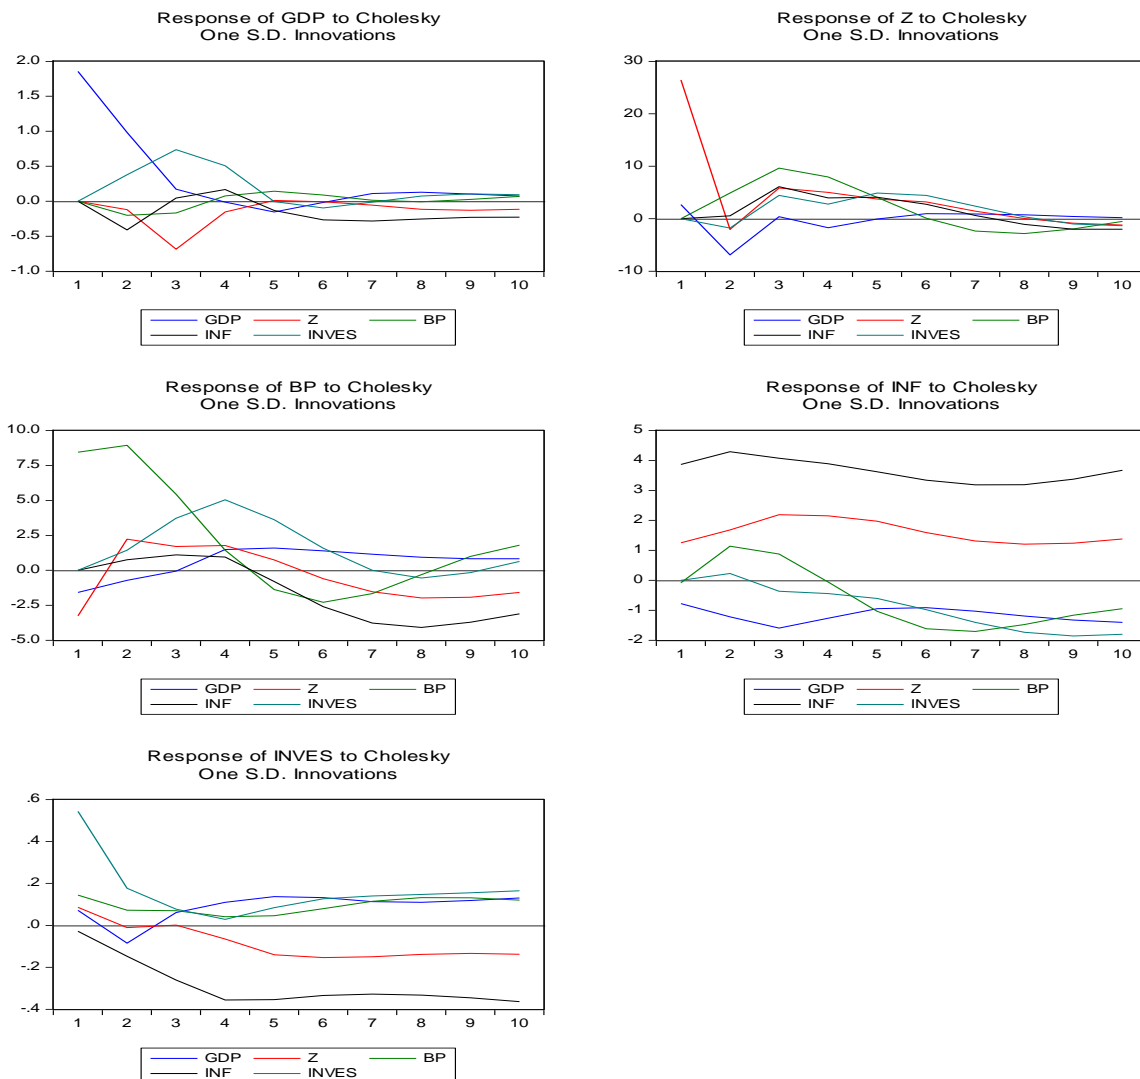 Response of GDP to Cholesky
One S.D. Innovations
2.0
1.5
1.0
0.5
0.0
-0.5
-1.0
1 2 3 4 5 6 7 8 9 10
GDP Z BP
INF INVES
Response of Z to Cholesky
One S.D. Innovations
30
20
10
0
-10
1 2 3 4 5 6 7 8 9 10
GDP Z BP
INF INVES
Response of BP to Cholesky
One S.D. Innovations
10.0
7.5
5.0
2.5
0.0
-2.5
-5.0
1 2 3 4 5 6 7 8 9 10
GDP Z BP
INF INVES
Response of INF to Cholesky
One S.D. Innovations
5
4
3
2
1
0
-1
-2
1 2 3 4 5 6 7 8 9 10
GDP Z BP
INF INVES
Response of INVES to Cholesky
One S.D. Innovations
.6
.4
.2
.0
-.2
-.4
1 2 3 4 5 6 7 8 9 10
GDP Z BP
INF INVES